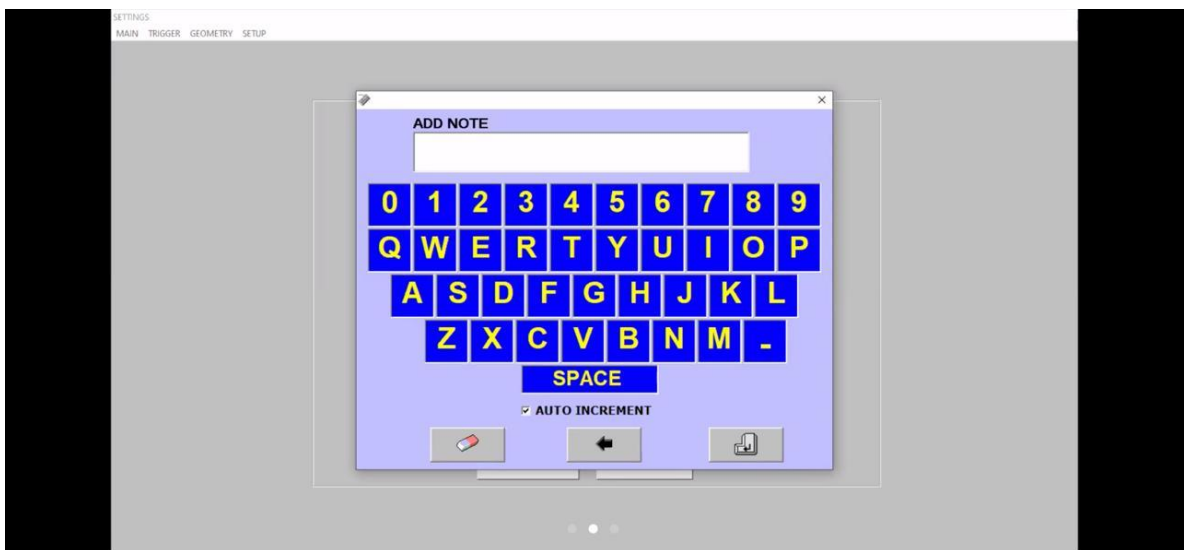 SETTINGS
MAIN TRIGGER GEOMETRY SETUP
ADD NOTE
0 1 2 3 4 5 6 7 8 9
Q W E R T Y U I O P
A S D F G H J K L
Z X C V B N M -
SPACE
AUTO INCREMENT